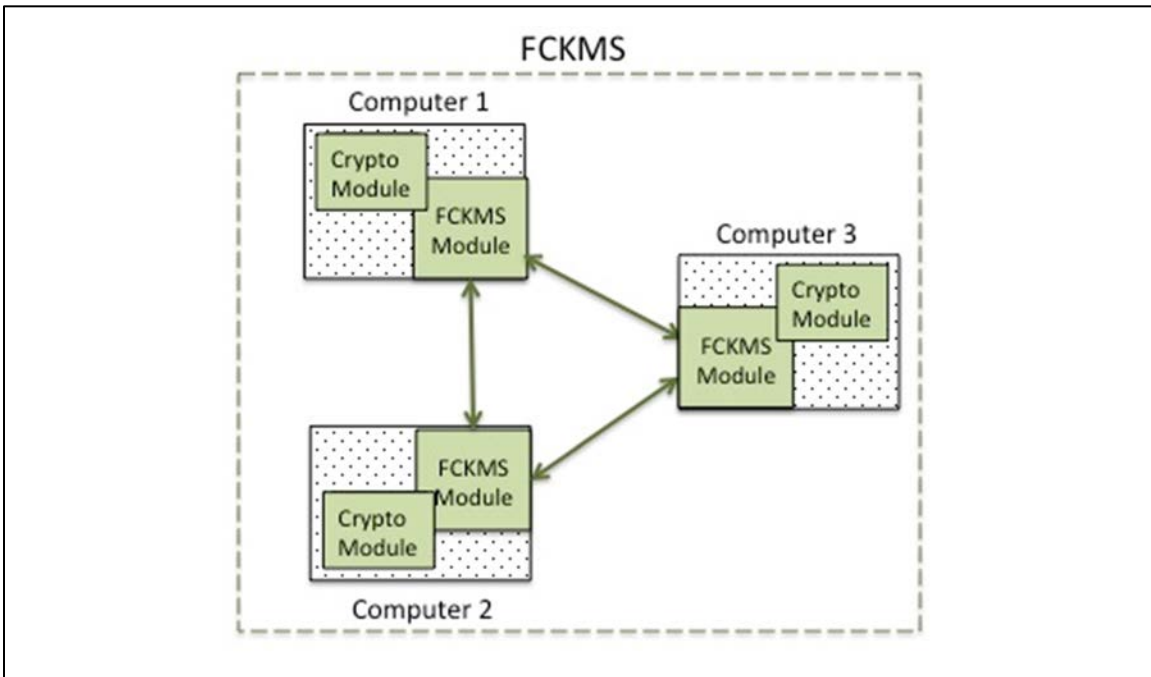 FCKMS
Computer 1
Crypto
Module
FCKMS
Module
Computer 3
Crypto
Module
FCKMS
Module
FCKMS
Module
Crypto
Module
Computer 2